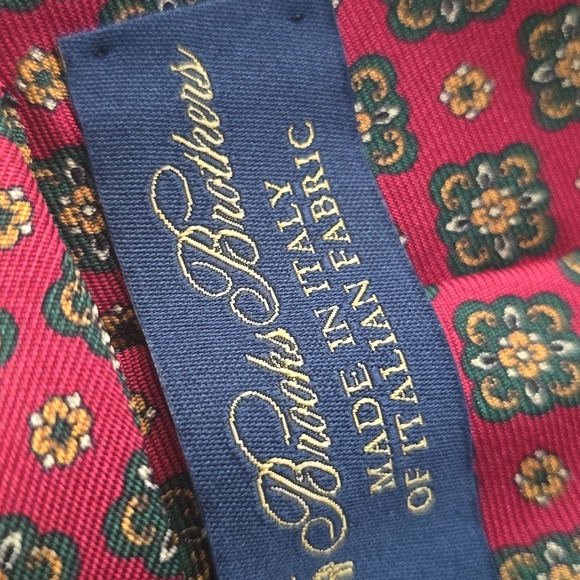 Brooks Brothers
MADE IN ITALY
OF ITALIAN FABRIC